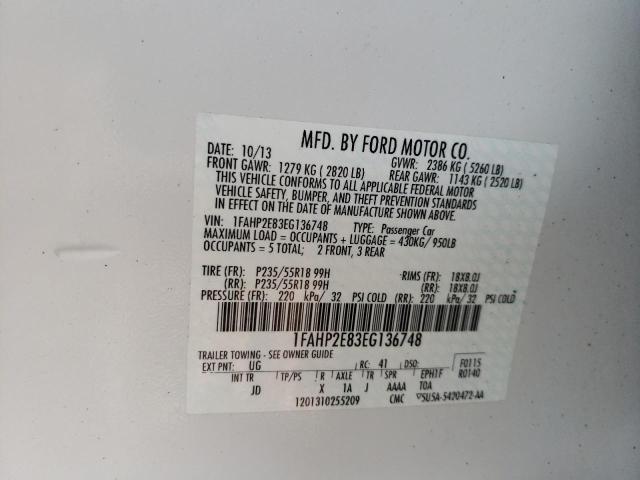 MFD. BY FORD MOTOR CO.
DATE: 10/13 GVWR: 2386 KG (5260 LB)
FRONT GAWR: 1279 KG (2820 LB) REAR GAWR: 1143 KG (2520 LB)
THIS VEHICLE CONFORMS TO ALL APPLICABLE FEDERAL MOTOR
VEHICLE SAFETY, BUMPER, AND THEFT PREVENTION STANDARDS
IN EFFECT ON THE DATE OF MANUFACTURE SHOWN ABOVE.
VIN: 1FAHP2E83EG136748 TYPE: Passenger Car
MAXIMUM LOAD = OCCUPANTS + LUGGAGE = 430KG/950LB
OCCUPANTS = 5 TOTAL; 2 FRONT, 3 REAR
TIRE (FR): P235/55R18 99H RIMS (FR): 18X8.0J
(RR): P235/55R18 99H (RR): 18X8.0J
PRESSURE (FR): 220 kPa/ 32 PSI COLD (RR): 220 kPa/ 32 PSI COLD
1FAHP2E83EG136748
TRAILER TOWING - SEE OWNER GUIDE
EXT PNT: UG RC: 41 DSO: F0115
INT TR TP/PS R AXLE TR SPR EPH1F R0140
JD X 1A J AAAA TOA
1201310255209 CMC ▽5U5A-5420472-AA